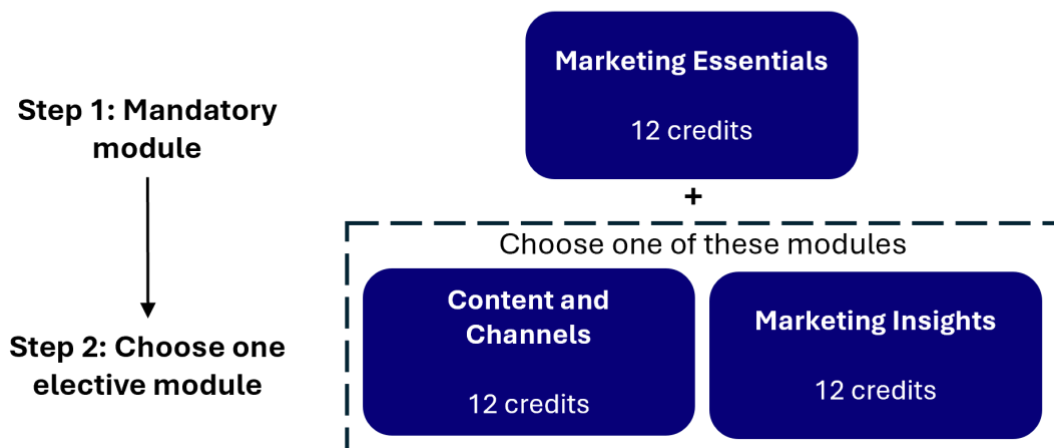 Marketing Essentials
12 credits
Step 1: Mandatory
module
+
Choose one of these modules
Content and
Channels
12 credits
Marketing Insights
12 credits
Step 2: Choose one
elective module